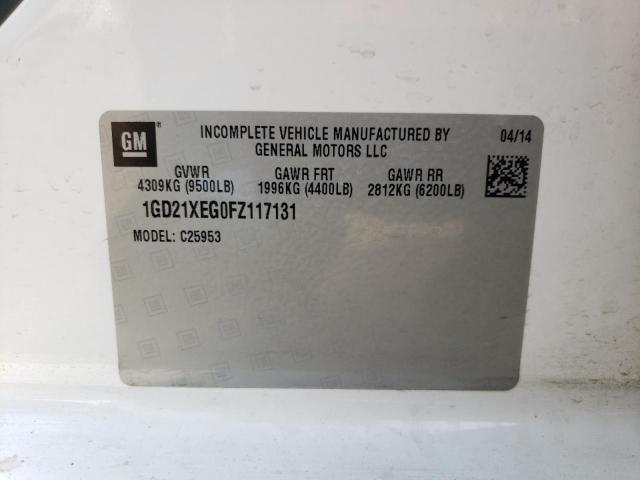 GM
INCOMPLETE VEHICLE MANUFACTURED BY
GENERAL MOTORS LLC
04/14
GVWR GAWR FRT GAWR RR
4309KG (9500LB) 1996KG (4400LB) 2812KG (6200LB)
1GD21XEG0FZ117131
MODEL: C25953